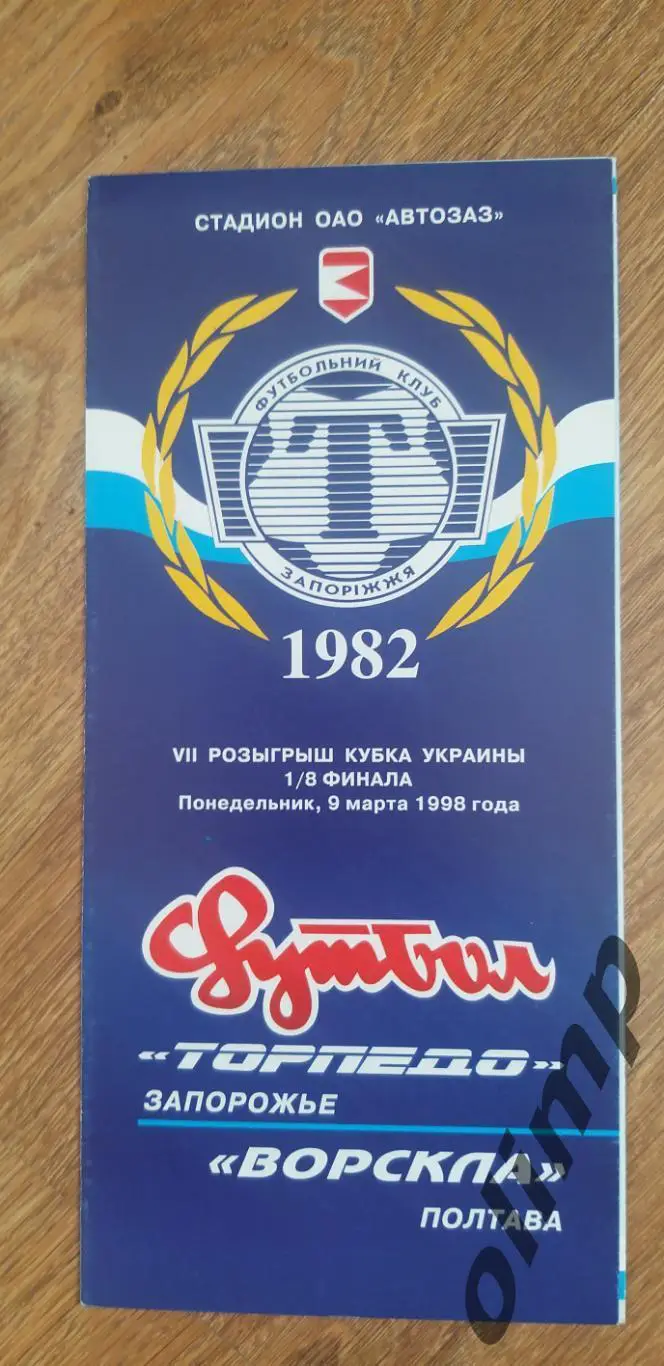 СТАДИОН ОАО «АВТОЗАЗ»
ФУТБОЛЬНИЙ КЛУБ
Т
ЗАПОРІЖЖЯ
1982
VII РОЗЫГРЫШ КУБКА УКРАИНЫ
1/8 ФИНАЛА
Понедельник, 9 марта 1998 года
Футбол
«ТОРПЕДО»
ЗАПОРОЖЬЕ
«ВОРСКЛА»
ПОЛТАВА
olimp